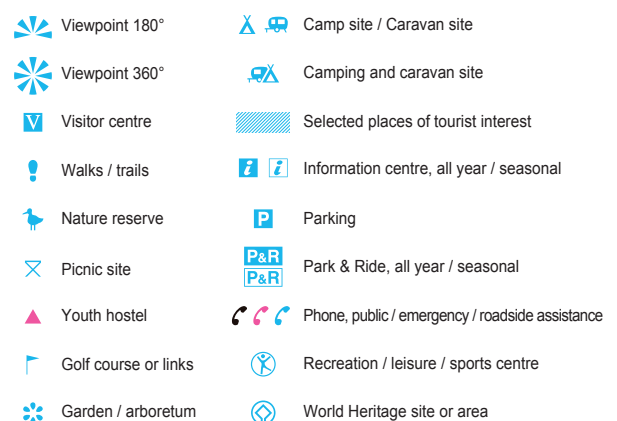 Viewpoint 180°
Camp site / Caravan site
Viewpoint 360°
Camping and caravan site
V
Visitor centre
Selected places of tourist interest
Walks / trails
i i
Information centre, all year / seasonal
Nature reserve
P
Parking
Picnic site
P&R
P&R
Park & Ride, all year / seasonal
Youth hostel
Phone, public / emergency / roadside assistance
Golf course or links
Recreation / leisure / sports centre
Garden / arboretum
World Heritage site or area